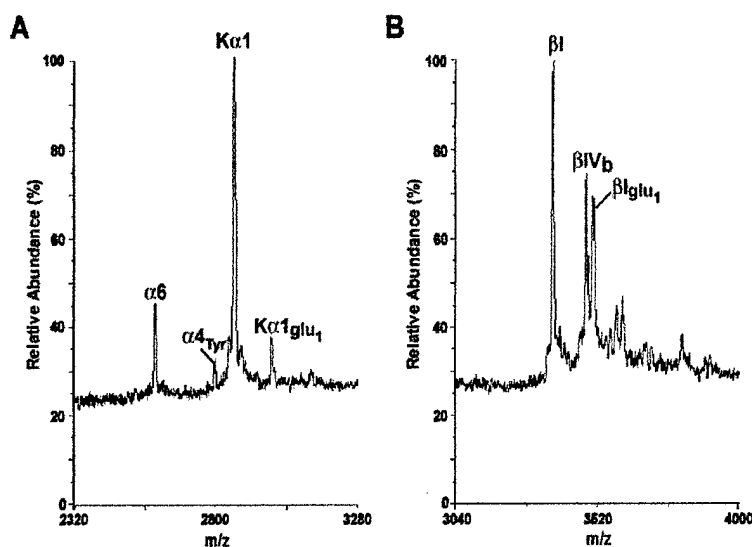 A
B
Kα1
α6
α4Tyr
Kα1glu1
Relative Abundance (%)
100
80
60
40
20
0
2320
2800
3280
m/z
βI
βIVb
βIglu1
Relative Abundance (%)
100
80
60
40
20
0
3040
3520
4000
m/z